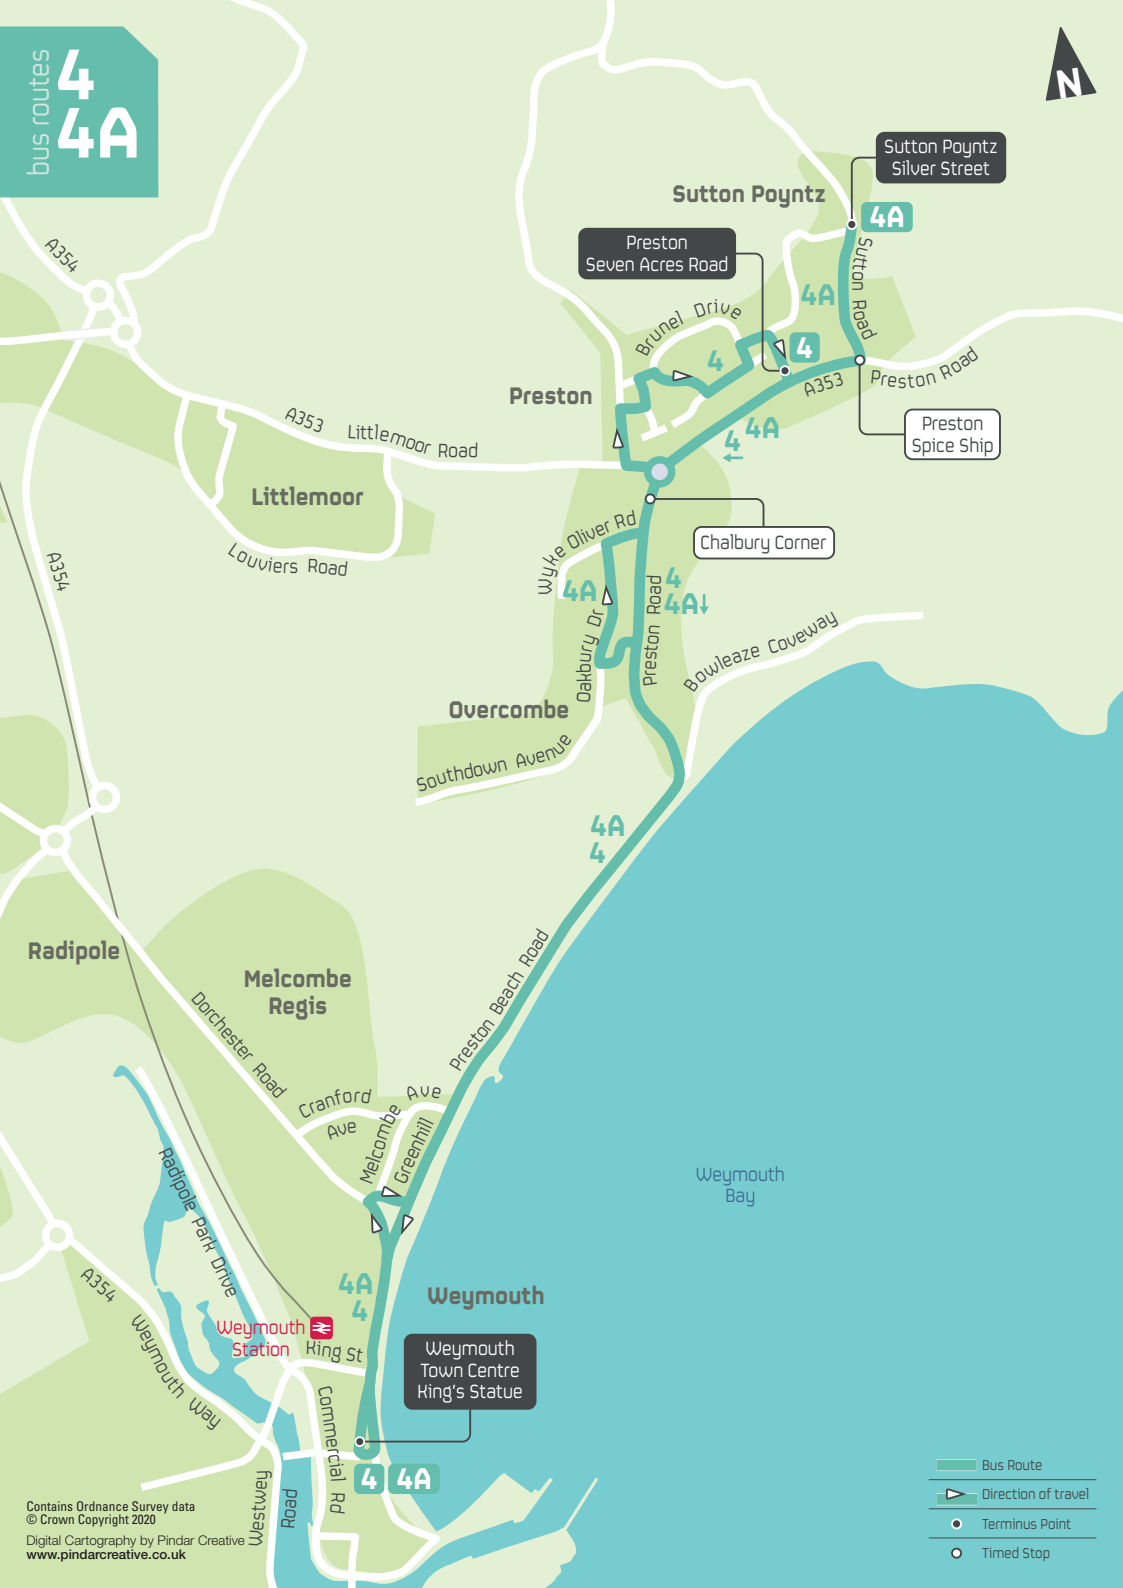 bus routes
4
4A
N
Sutton Poyntz
Silver Street
Sutton Poyntz
4A
Preston
Seven Acres Road
Sutton Road
4A
A354
Brunel Drive
4
4
Preston
A353
Preston Road
A353
Littlemoor Road
4A
4
Preston
Spice Ship
Littlemoor
Wyke Oliver Rd
Chalbury Corner
Louviers Road
A354
4A
4
4A
Preston Road
Oakbury Dr
Bowleaze Coveway
Overcombe
Southdown Avenue
4A
4
Radipole
Melcombe
Regis
Preston Beach Road
Dorchester Road
Cranford
Ave
Ave
Melcombe
Greenhill
Radipole Park Drive
Weymouth
Bay
A354
4A
4
Weymouth
Weymouth
Station
King St
Weymouth Way
Weymouth
Town Centre
King's Statue
Commercial Rd
4
4A
Westwey
Road
Bus Route
Direction of travel
Terminus Point
Timed Stop
Contains Ordnance Survey data
© Crown Copyright 2020
Digital Cartography by Pindar Creative
www.pindarcreative.co.uk